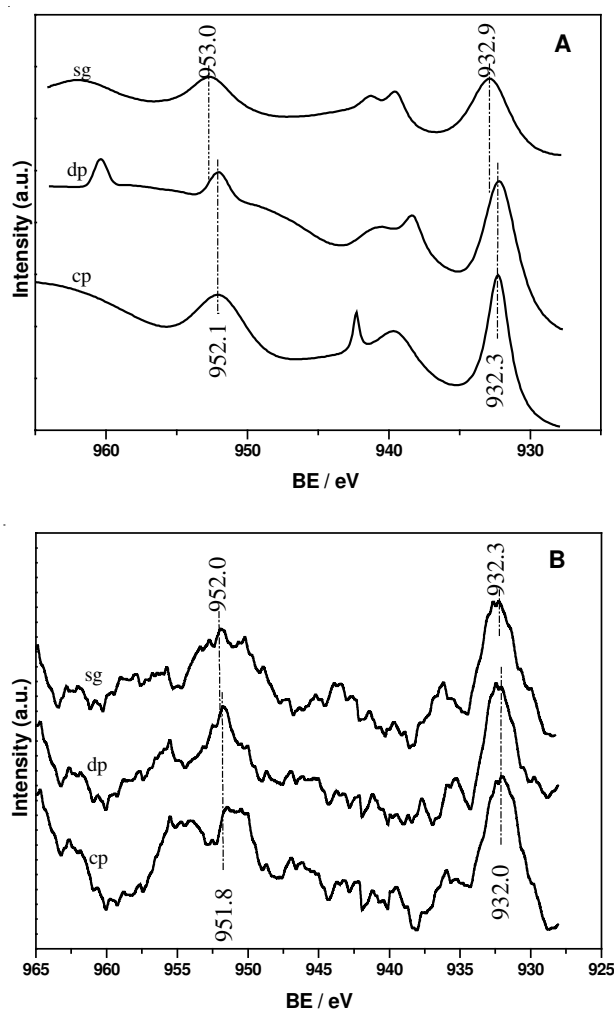 A
953.0
932.9
sg
dp
cp
952.1
932.3
Intensity (a.u.)
960
950
940
930
BE / eV
B
952.0
932.3
sg
dp
cp
951.8
932.0
Intensity (a.u.)
965
960
955
950
945
940
935
930
925
BE / eV